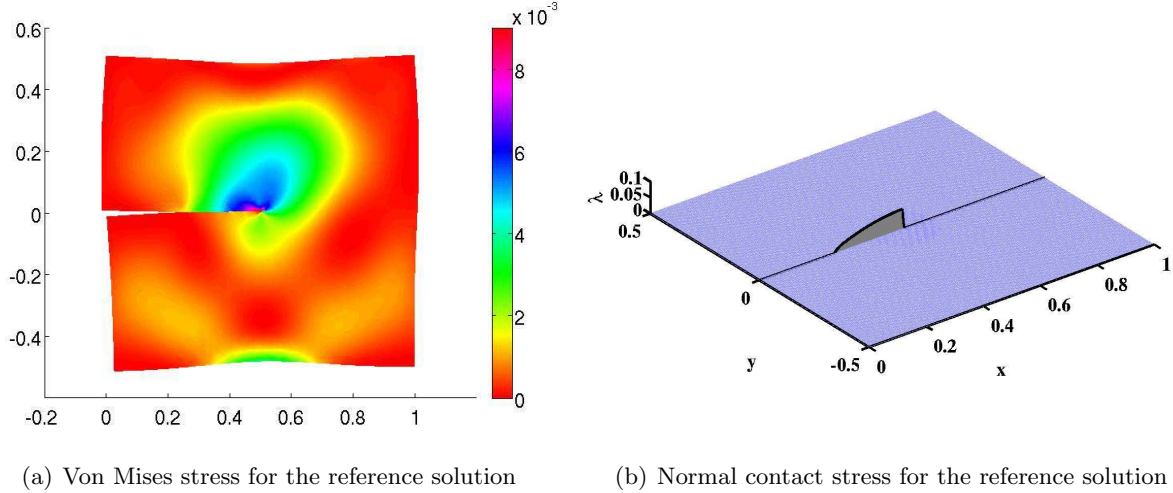 x 10⁻³
0.6
0.4
0.2
0
-0.2
-0.4
-0.2 0 0.2 0.4 0.6 0.8 1
8
6
4
2
0
λ
0.1
0.05
0
0.5
0
-0.5
y
0 0.2 0.4 0.6 0.8 1
x
(a) Von Mises stress for the reference solution
(b) Normal contact stress for the reference solution